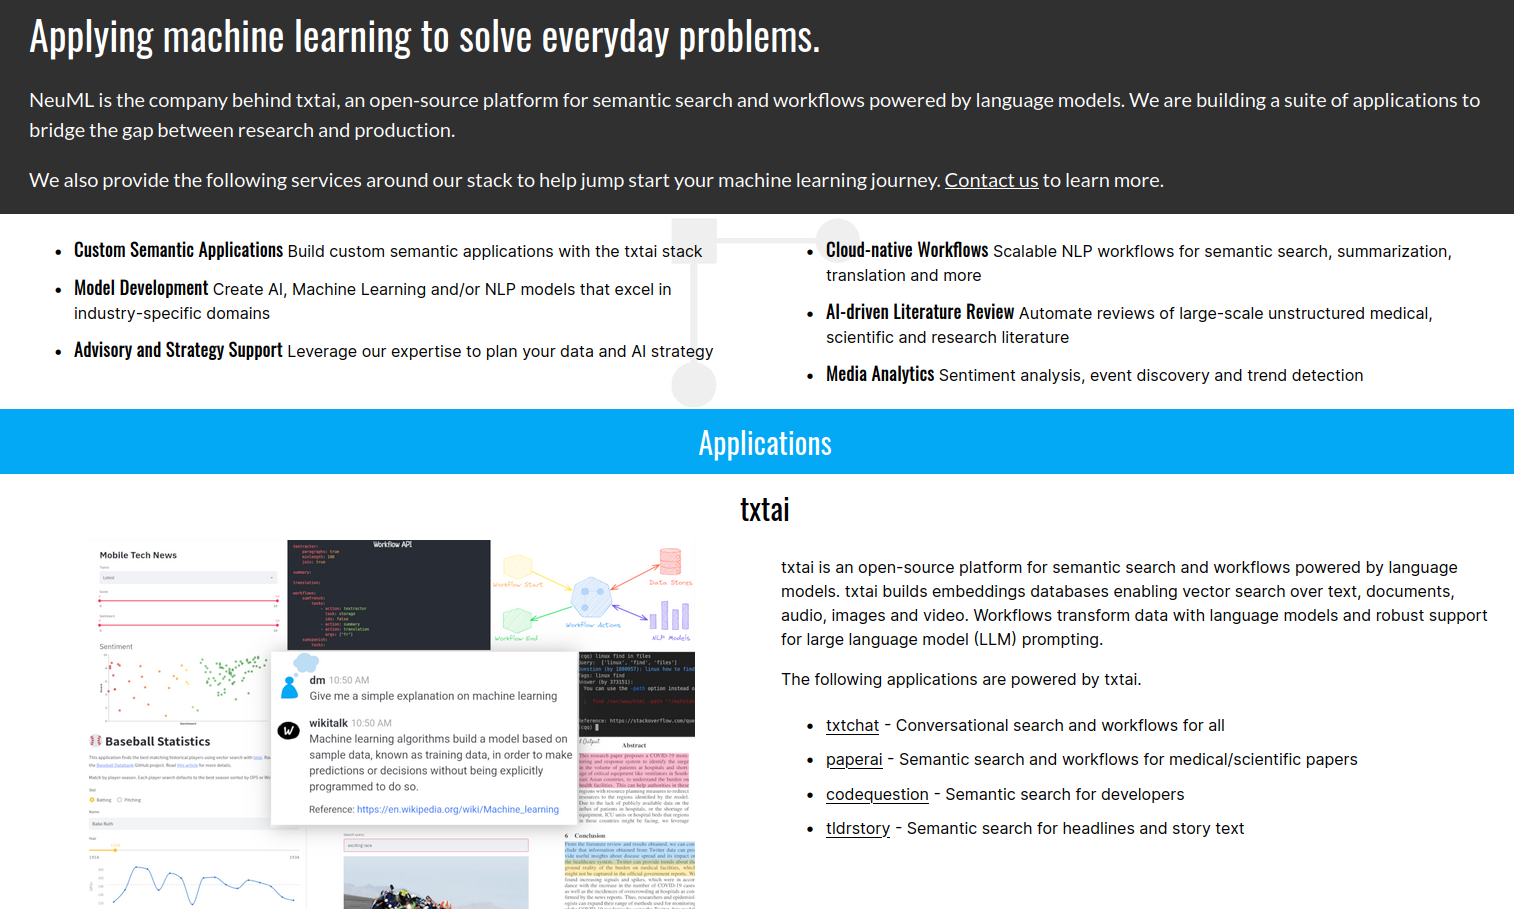 Applying machine learning to solve everyday problems.
NeuML is the company behind txtai, an open-source platform for semantic search and workflows powered by language models. We are building a suite of applications to
bridge the gap between research and production.
We also provide the following services around our stack to help jump start your machine learning journey. Contact us to learn more.
Custom Semantic Applications Build custom semantic applications with the txtai stack
Model Development Create AI, Machine Learning and/or NLP models that excel in
industry-specific domains
Advisory and Strategy Support Leverage our expertise to plan your data and AI strategy
Cloud-native Workflows Scalable NLP workflows for semantic search, summarization,
translation and more
AI-driven Literature Review Automate reviews of large-scale unstructured medical,
scientific and research literature
Media Analytics Sentiment analysis, event discovery and trend detection
Applications
txtai
Mobile Tech News
Latest
Sentiment
Baseball Statistics
Batting Pitching
Name
Babe Ruth
1914 1934
Workflow API
Workflow Start
Data Stores
Workflow Actions
Workflow End
NLP Models
dm 10:50 AM
Give me a simple explanation on machine learning
wikitalk 10:50 AM
Machine learning algorithms build a model based on
sample data, known as training data, in order to make
predictions or decisions without being explicitly
programmed to do so.
Reference: https://en.wikipedia.org/wiki/Machine_learning
Search query
exciting race
Abstract
6 Conclusion
txtai is an open-source platform for semantic search and workflows powered by language
models. txtai builds embeddings databases enabling vector search over text, documents,
audio, images and video. Workflows transform data with language models and robust support
for large language model (LLM) prompting.
The following applications are powered by txtai.
txtchat - Conversational search and workflows for all
paperai - Semantic search and workflows for medical/scientific papers
codequestion - Semantic search for developers
tldrstory - Semantic search for headlines and story text